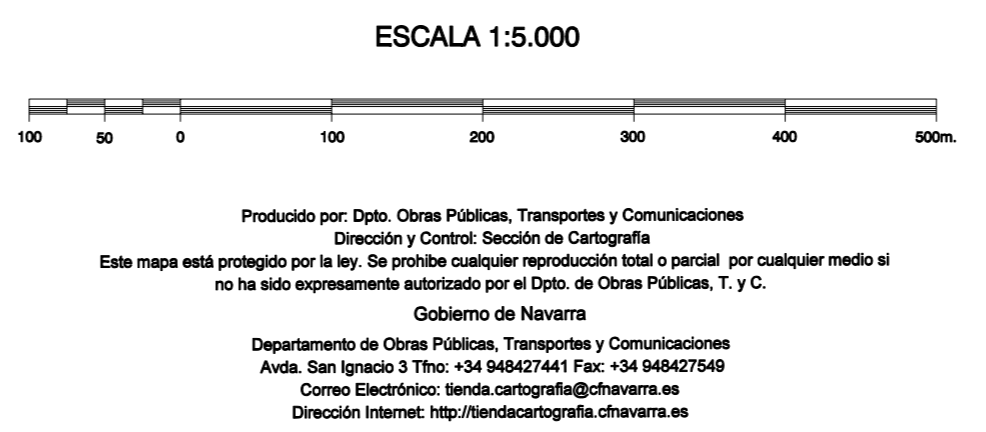 ESCALA 1:5.000
100 50 0 100 200 300 400 500m.
Producido por: Dpto. Obras Públicas, Transportes y Comunicaciones
Dirección y Control: Sección de Cartografía
Este mapa está protegido por la ley. Se prohibe cualquier reproducción total o parcial por cualquier medio si
no ha sido expresamente autorizado por el Dpto. de Obras Públicas, T. y C.
Gobierno de Navarra
Departamento de Obras Públicas, Transportes y Comunicaciones
Avda. San Ignacio 3 Tfno: +34 948427441 Fax: +34 948427549
Correo Electrónico: tienda.cartografia@cfnavarra.es
Dirección Internet: http://tiendacartografia.cfnavarra.es